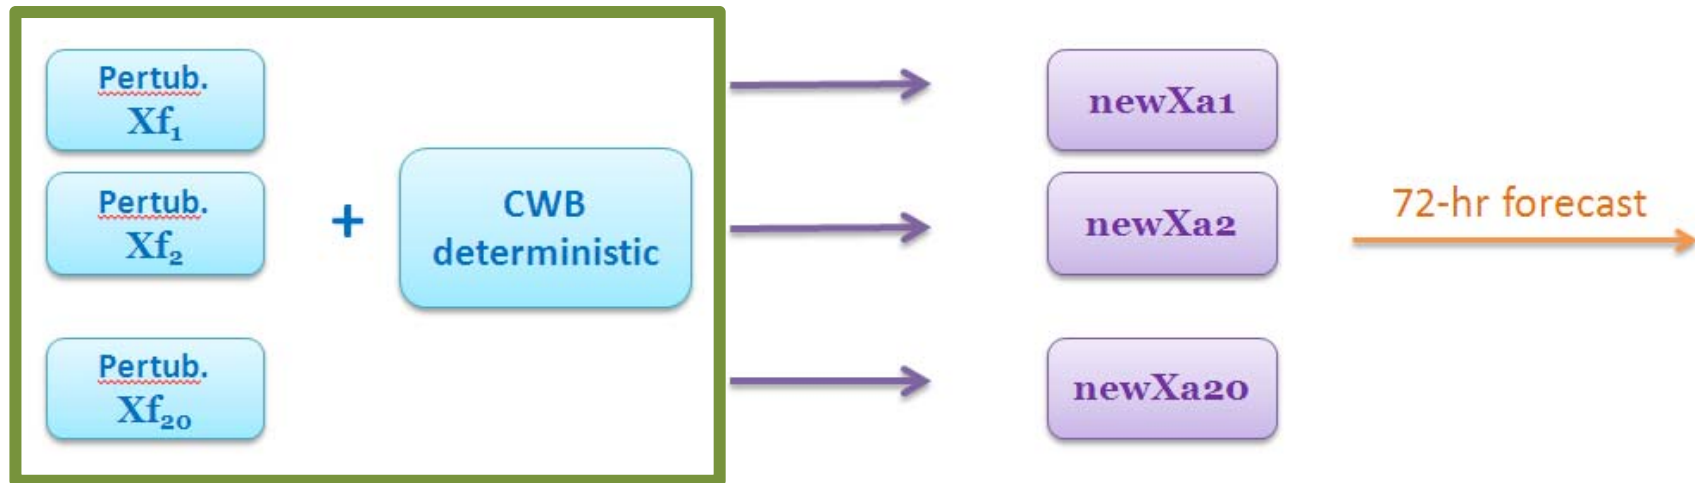 Pertub.
Xf₁
Pertub.
Xf₂
+
CWB
deterministic
Pertub.
Xf₂₀
newXa1
newXa2
newXa20
72-hr forecast